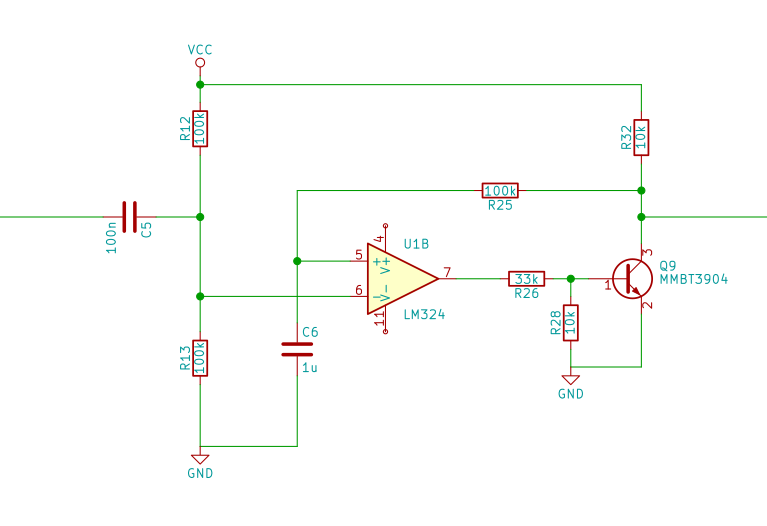 VCC
R12
100k
R32
10k
100k
R25
100n
C5
4
U1B
5
+
+
V
7
6
-
V
-
11
LM324
33k
R26
3
Q9
1
MMBT3904
2
R28
10k
C6
1u
R13
100k
GND
GND